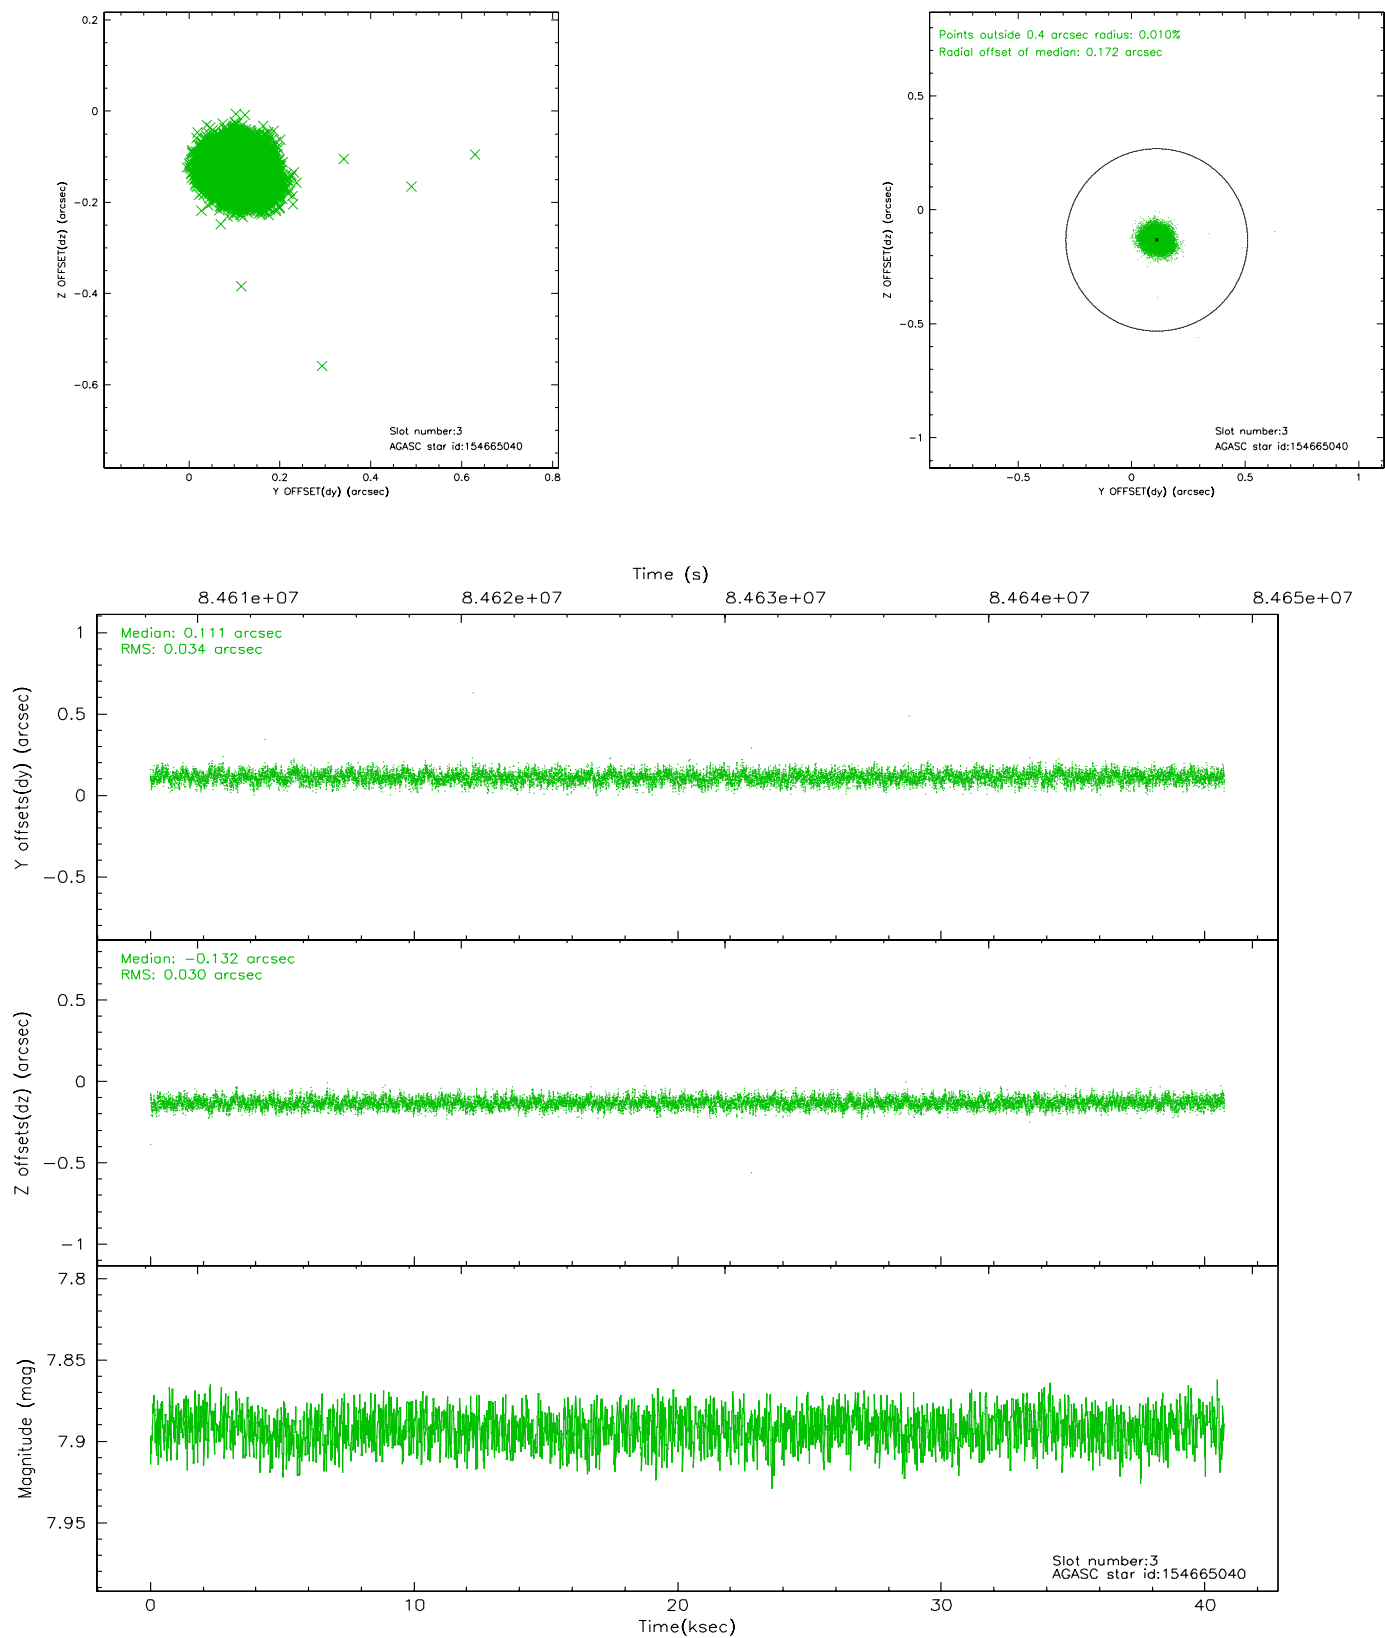 0.2
0
−0.2
−0.4
−0.6
Z OFFSET(dz) (arcsec)
Slot number:3
AGASC star id:154665040
0 0.2 0.4 0.6 0.8
Y OFFSET(dy) (arcsec)
Points outside 0.4 arcsec radius: 0.010%
Radial offset of median: 0.172 arcsec
0.5
0
−0.5
−1
Z OFFSET(dz) (arcsec)
Slot number:3
AGASC star id:154665040
−0.5 0 0.5 1
Y OFFSET(dy) (arcsec)
Time (s)
8.461e+07 8.462e+07 8.463e+07 8.464e+07 8.465e+07
Median: 0.111 arcsec
RMS: 0.034 arcsec
1
0.5
0
−0.5
Y offsets(dy) (arcsec)
Median: −0.132 arcsec
RMS: 0.030 arcsec
0.5
0
−0.5
−1
Z offsets(dz) (arcsec)
7.8
7.85
7.9
7.95
Magnitude (mag)
Slot number:3
AGASC star id:154665040
0 10 20 30 40
Time(ksec)